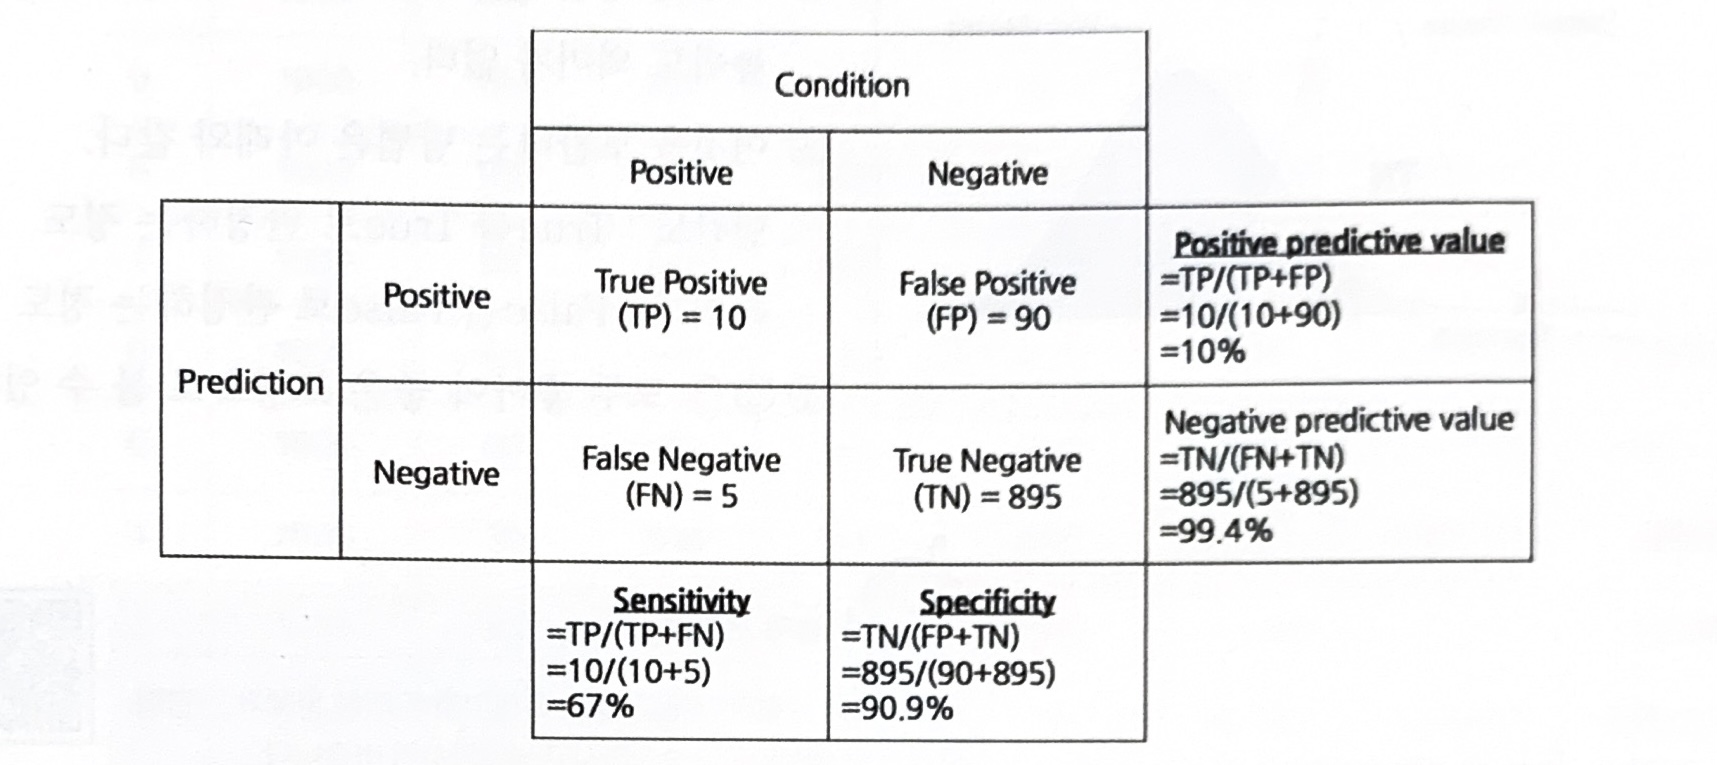 Condition
Positive
Negative
Prediction
Positive
True Positive
(TP) = 10
False Positive
(FP) = 90
Positive predictive value
=TP/(TP+FP)
=10/(10+90)
=10%
Negative
False Negative
(FN) = 5
True Negative
(TN) = 895
Negative predictive value
=TN/(FN+TN)
=895/(5+895)
=99.4%
Sensitivity
=TP/(TP+FN)
=10/(10+5)
=67%
Specificity
=TN/(FP+TN)
=895/(90+895)
=90.9%